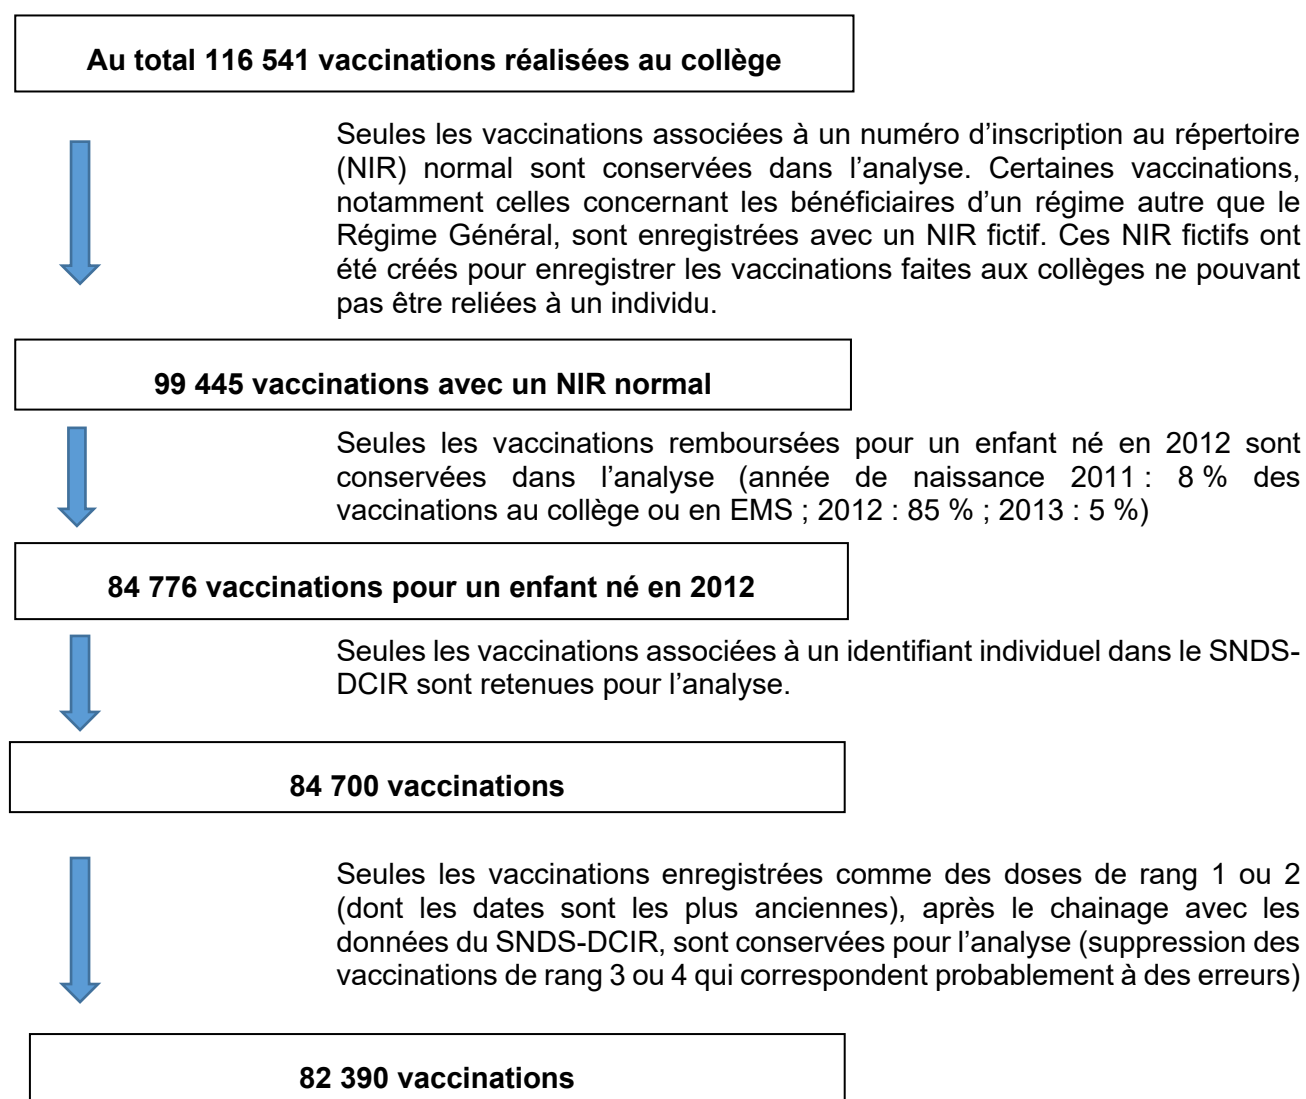 Au total 116 541 vaccinations réalisées au collège
Seules les vaccinations associées à un numéro d’inscription au répertoire
(NIR) normal sont conservées dans l’analyse. Certaines vaccinations,
notamment celles concernant les bénéficiaires d’un régime autre que le
Régime Général, sont enregistrées avec un NIR fictif. Ces NIR fictifs ont
été créés pour enregistrer les vaccinations faites aux collèges ne pouvant
pas être reliées à un individu.
99 445 vaccinations avec un NIR normal
Seules les vaccinations remboursées pour un enfant né en 2012 sont
conservées dans l’analyse (année de naissance 2011 : 8 % des
vaccinations au collège ou en EMS ; 2012 : 85 % ; 2013 : 5 %)
84 776 vaccinations pour un enfant né en 2012
Seules les vaccinations associées à un identifiant individuel dans le SNDS-
DCIR sont retenues pour l’analyse.
84 700 vaccinations
Seules les vaccinations enregistrées comme des doses de rang 1 ou 2
(dont les dates sont les plus anciennes), après le chainage avec les
données du SNDS-DCIR, sont conservées pour l’analyse (suppression des
vaccinations de rang 3 ou 4 qui correspondent probablement à des erreurs)
82 390 vaccinations